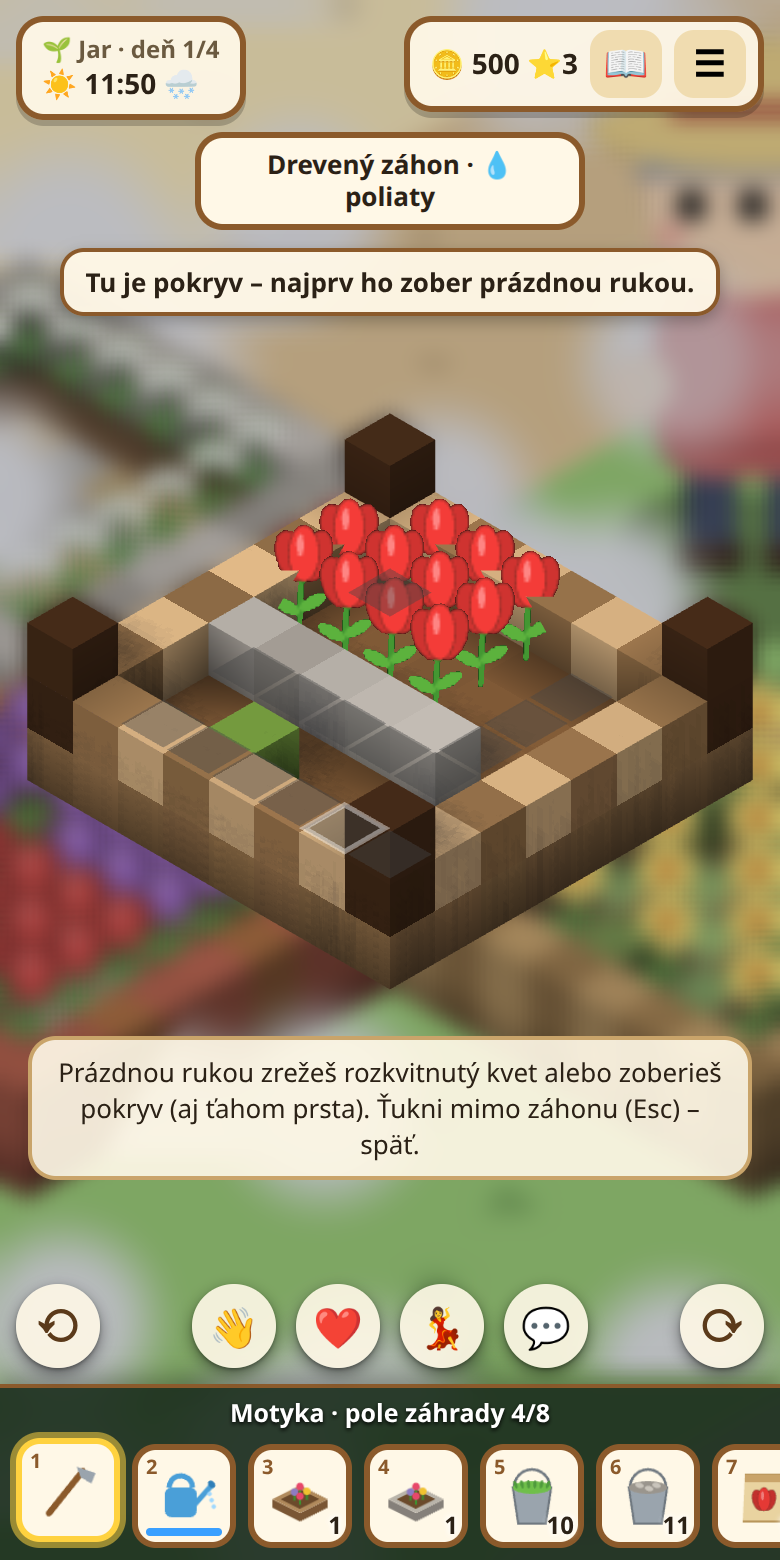 🌱 Jar · deň 1/4
☀️ 11:50 🌨️
🪙 500 ⭐3 📖 ☰
Drevený záhon · 💧
poliaty
Tu je pokryv – najprv ho zober prázdnou rukou.
Prázdnou rukou zrežeš rozkvitnutý kvet alebo zoberieš
pokryv (aj ťahom prsta). Ťukni mimo záhonu (Esc) –
späť.
Motyka · pole záhrady 4/8
1 2 3 4 5 6 7
1 1 10 11